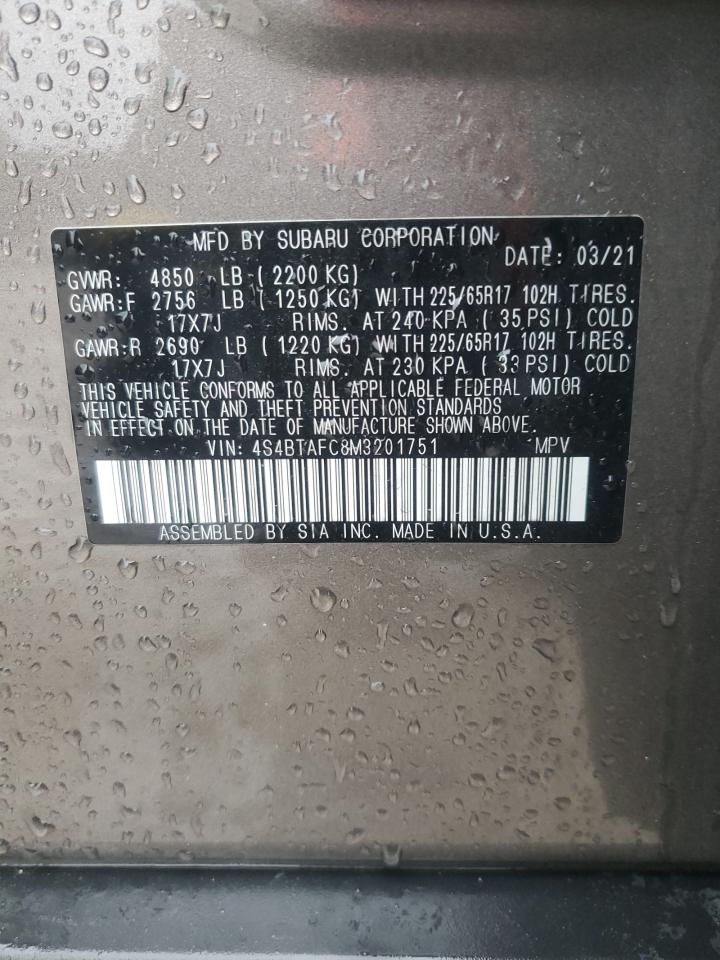 MFD BY SUBARU CORPORATION DATE: 03/21
GVWR: 4850 LB (2200 KG)
GAWR:F 2756 LB (1250 KG) WITH 225/65R17 102H TIRES.
17X7J RIMS. AT 240 KPA (35 PSI) COLD
GAWR:R 2690 LB (1220 KG) WITH 225/65R17 102H TIRES.
17X7J RIMS. AT 230 KPA (33 PSI) COLD
THIS VEHICLE CONFORMS TO ALL APPLICABLE FEDERAL MOTOR
VEHICLE SAFETY AND THEFT PREVENTION STANDARDS
IN EFFECT ON THE DATE OF MANUFACTURE SHOWN ABOVE.
VIN: 4S4BTAFC8M3201751 MPV
ASSEMBLED BY SIA INC. MADE IN U.S.A.